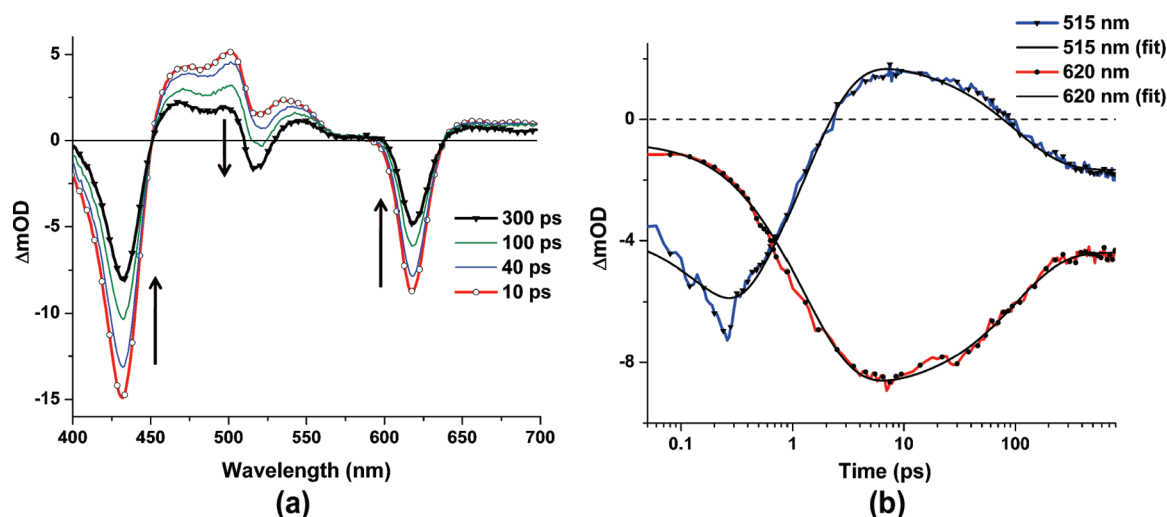 5
0
-5
-10
-15
ΔmOD
300 ps
100 ps
40 ps
10 ps
400 450 500 550 600 650 700
Wavelength (nm)
(a)
515 nm
515 nm (fit)
620 nm
620 nm (fit)
0
-4
-8
ΔmOD
0.1 1 10 100
Time (ps)
(b)